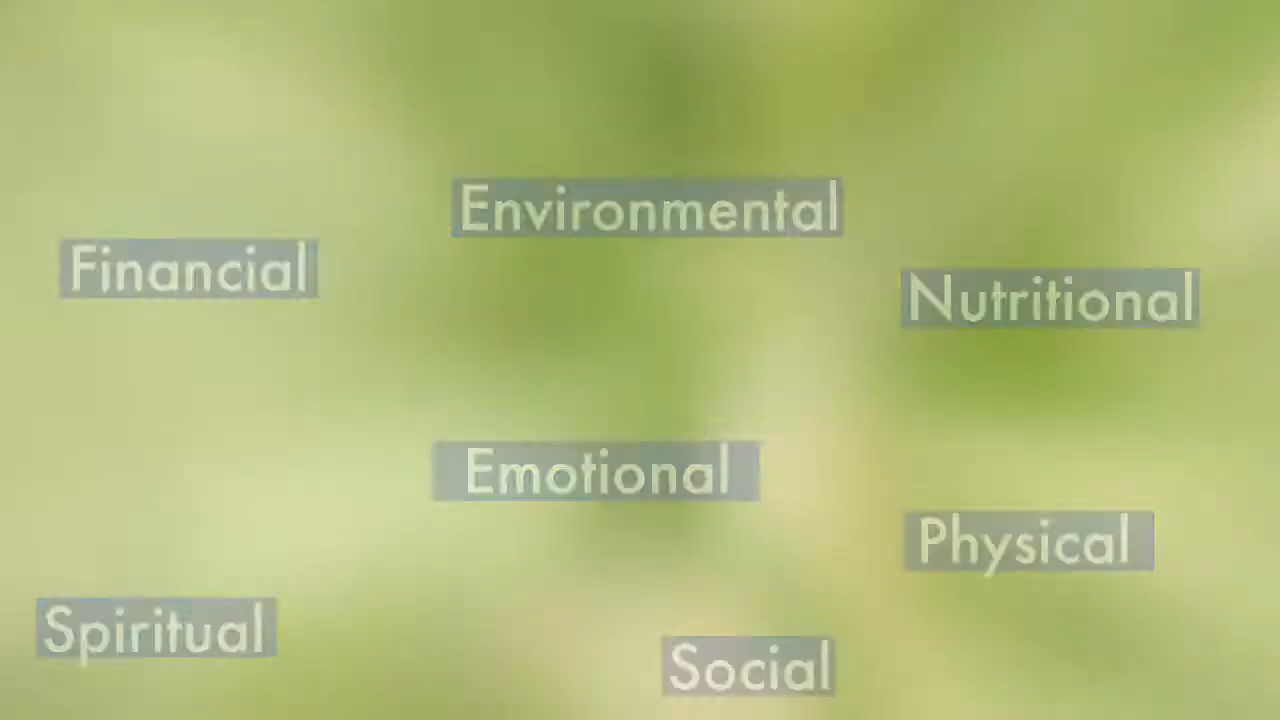 Environmental
Financial
Nutritional
Emotional
Physical
Spiritual
Social